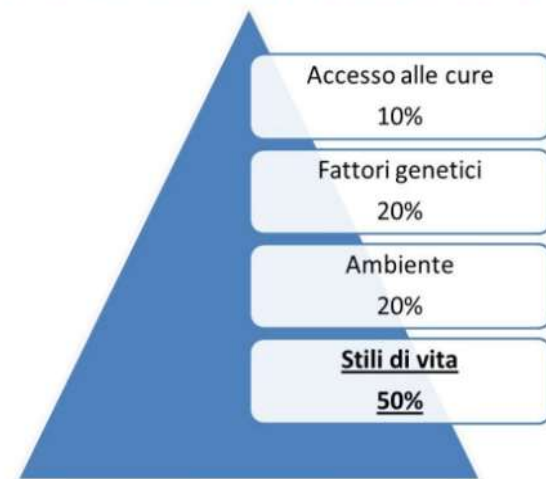 Accesso alle cure
10%
Fattori genetici
20%
Ambiente
20%
Stili di vita
50%